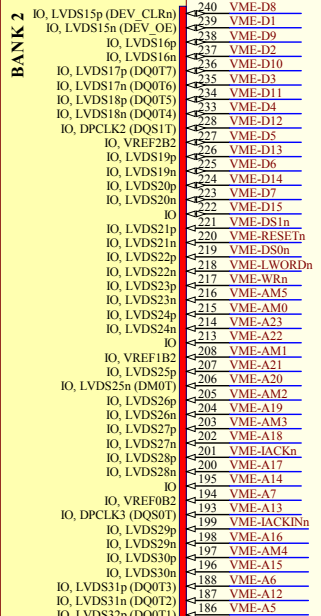 BANK 2
IO, LVDS15p (DEV_CLRn) 240 VME-D8
IO, LVDS15n (DEV_OE) 239 VME-D1
IO, LVDS16p 238 VME-D9
IO, LVDS16n 237 VME-D2
IO, LVDS17p (DQ0T7) 236 VME-D10
IO, LVDS17n (DQ0T6) 235 VME-D3
IO, LVDS18p (DQ0T5) 234 VME-D11
IO, LVDS18n (DQ0T4) 233 VME-D4
IO, DPCLK2 (DQS1T) 228 VME-D12
IO, VREF2B2 227 VME-D5
IO, LVDS19p 226 VME-D13
IO, LVDS19n 225 VME-D6
IO, LVDS20p 224 VME-D14
IO, LVDS20n 223 VME-D7
IO 222 VME-D15
IO, LVDS21p 221 VME-DS1n
IO, LVDS21n 220 VME-RESETn
IO, LVDS22p 219 VME-DS0n
IO, LVDS22n 218 VME-LWORDn
IO, LVDS23p 217 VME-WRn
IO, LVDS23n 216 VME-AM5
IO, LVDS24p 215 VME-AM0
IO, LVDS24n 214 VME-A23
IO 213 VME-A22
IO, VREF1B2 208 VME-AM1
IO, LVDS25p 207 VME-A21
IO, LVDS25n (DM0T) 206 VME-A20
IO, LVDS26p 205 VME-AM2
IO, LVDS26n 204 VME-A19
IO, LVDS27p 203 VME-AM3
IO, LVDS27n 202 VME-A18
IO, LVDS28p 201 VME-IACKn
IO, LVDS28n 200 VME-A17
IO 195 VME-A14
IO, VREF0B2 194 VME-A7
IO, DPCLK3 (DQS0T) 193 VME-A13
IO, LVDS29p 199 VME-IACKINn
IO, LVDS29n 198 VME-A16
IO, LVDS30p 197 VME-AM4
IO, LVDS30n 196 VME-A15
IO, LVDS31p (DQ0T3) 188 VME-A6
IO, LVDS31n (DQ0T2) 187 VME-A12
IO, LVDS32p (DQ0T1) 186 VME-A5